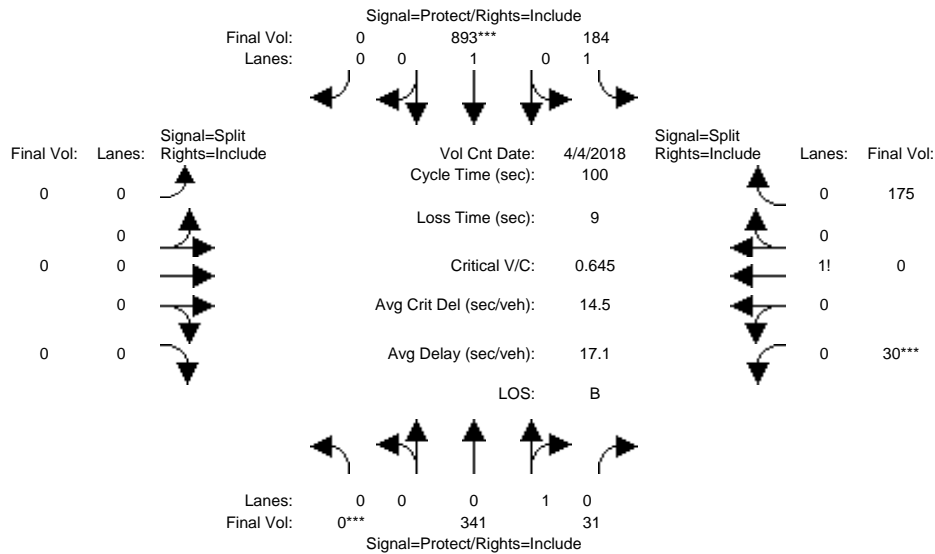 Signal=Protect/Rights=Include
Final Vol: 0 893*** 184
Lanes: 0 0 1 0 1
Signal=Split
Final Vol: Lanes: Rights=Include
Vol Cnt Date: 4/4/2018
Signal=Split
Rights=Include Lanes: Final Vol:
Cycle Time (sec): 100
0 0
0 175
Loss Time (sec): 9
0
0
0 0
Critical V/C: 0.645
1! 0
0
Avg Crit Del (sec/veh): 14.5
0
0 0
Avg Delay (sec/veh): 17.1
0 30***
LOS: B
Lanes: 0 0 0 1 0
Final Vol: 0*** 341 31
Signal=Protect/Rights=Include